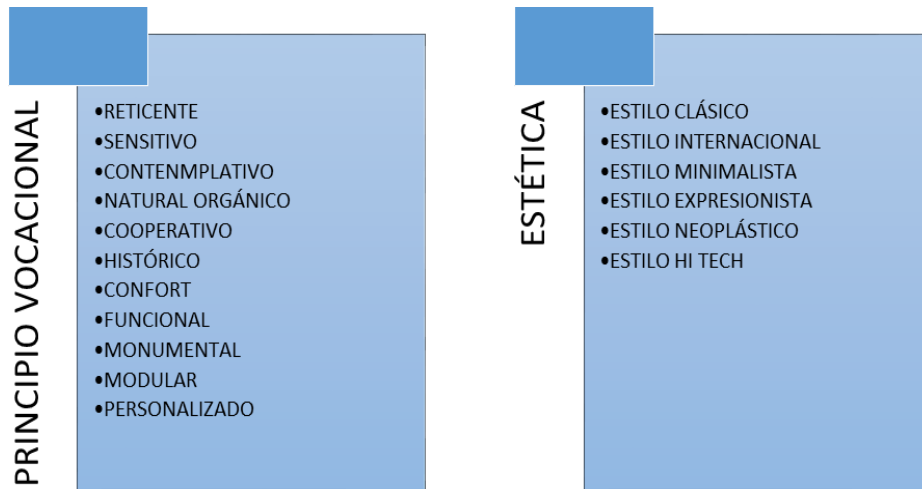 PRINCIPIO VOCACIONAL
•RETICENTE
•SENSITIVO
•CONTENMPLATIVO
•NATURAL ORGÁNICO
•COOPERATIVO
•HISTÓRICO
•CONFORT
•FUNCIONAL
•MONUMENTAL
•MODULAR
•PERSONALIZADO
ESTÉTICA
•ESTILO CLÁSICO
•ESTILO INTERNACIONAL
•ESTILO MINIMALISTA
•ESTILO EXPRESIONISTA
•ESTILO NEOPLÁSTICO
•ESTILO HI TECH